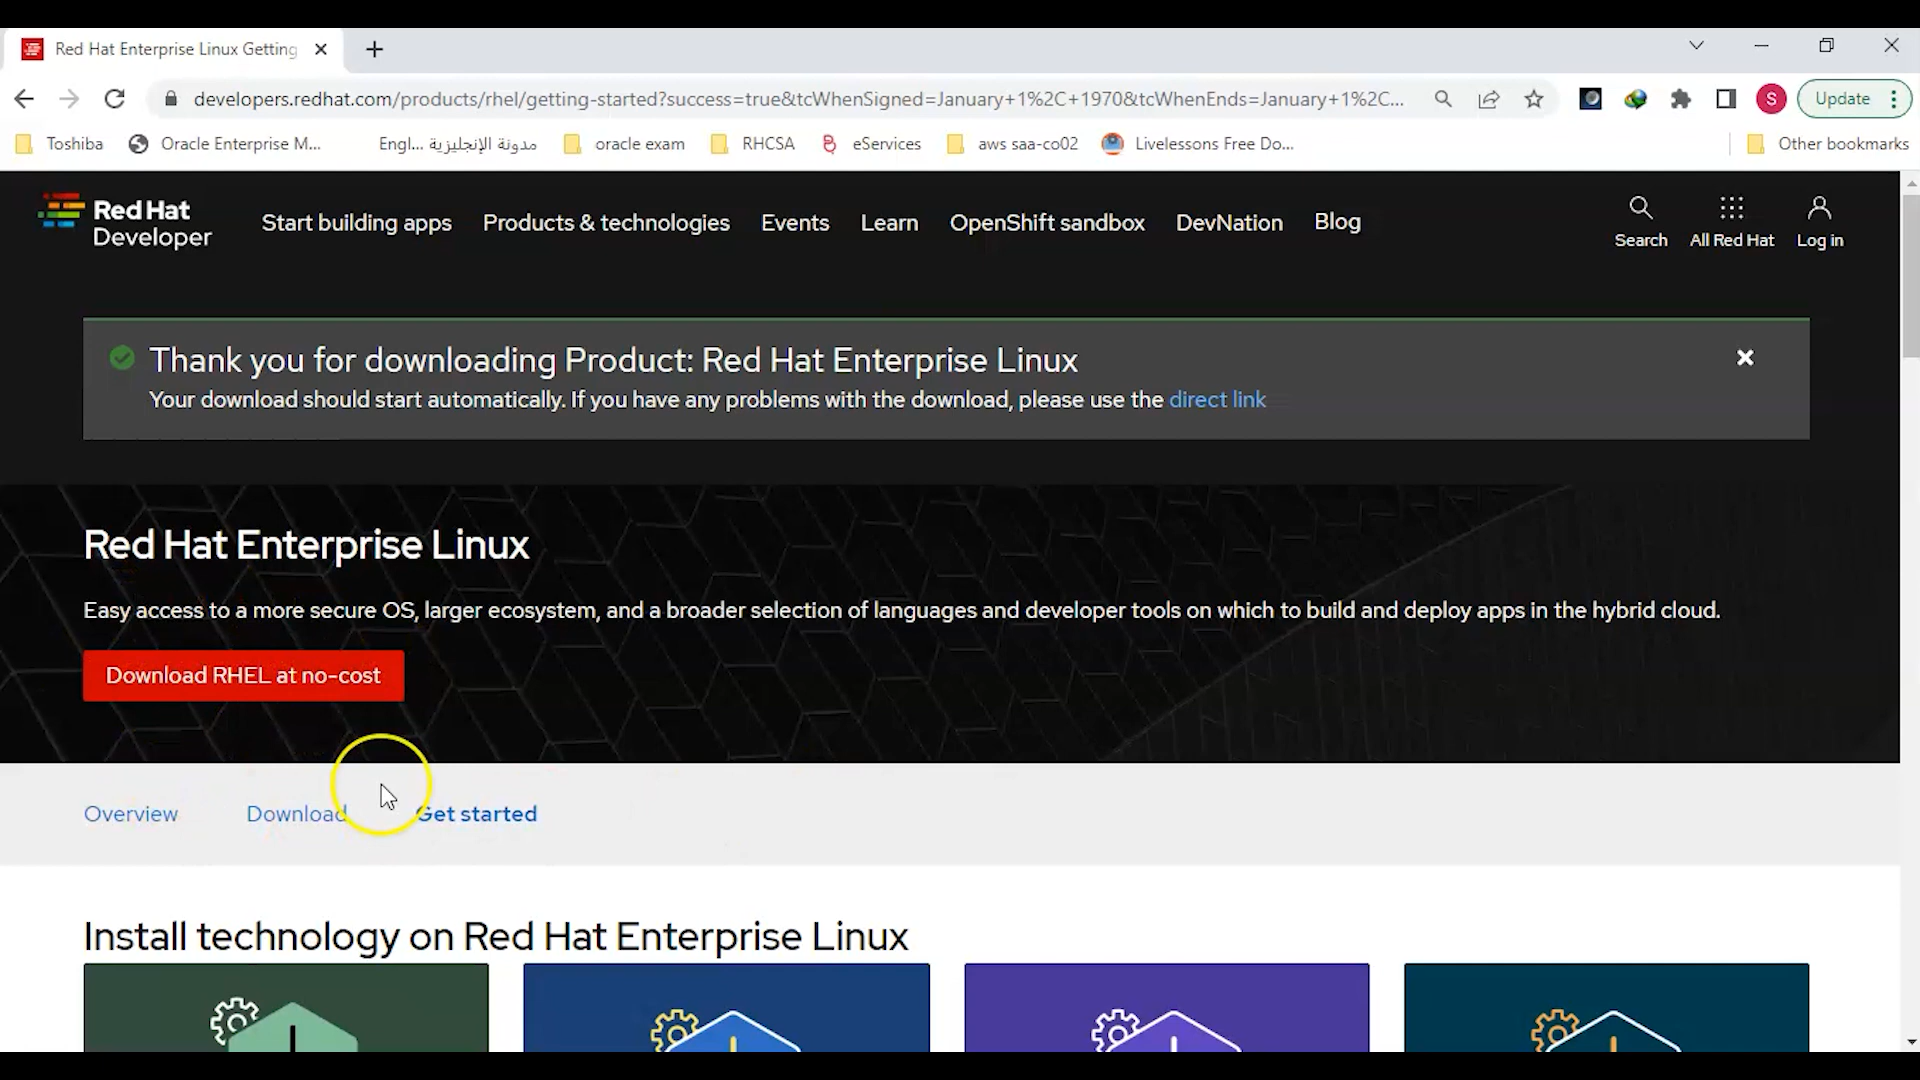 Red Hat Enterprise Linux Getting
developers.redhat.com/products/rhel/getting-started?success=true&tcWhenSigned=January+1%2C+1970&tcWhenEnds=January+1%2C...
S
Update
Toshiba
Oracle Enterprise M...
Engl... مدونة الإنجليزية
oracle exam
RHCSA
eServices
aws saa-co02
Livelessons Free Do...
Other bookmarks
Red Hat
Developer
Start building apps
Products & technologies
Events
Learn
OpenShift sandbox
DevNation
Blog
Search
All Red Hat
Log in
Thank you for downloading Product: Red Hat Enterprise Linux
Your download should start automatically. If you have any problems with the download, please use the direct link
Red Hat Enterprise Linux
Easy access to a more secure OS, larger ecosystem, and a broader selection of languages and developer tools on which to build and deploy apps in the hybrid cloud.
Download RHEL at no-cost
Overview
Download
Get started
Install technology on Red Hat Enterprise Linux